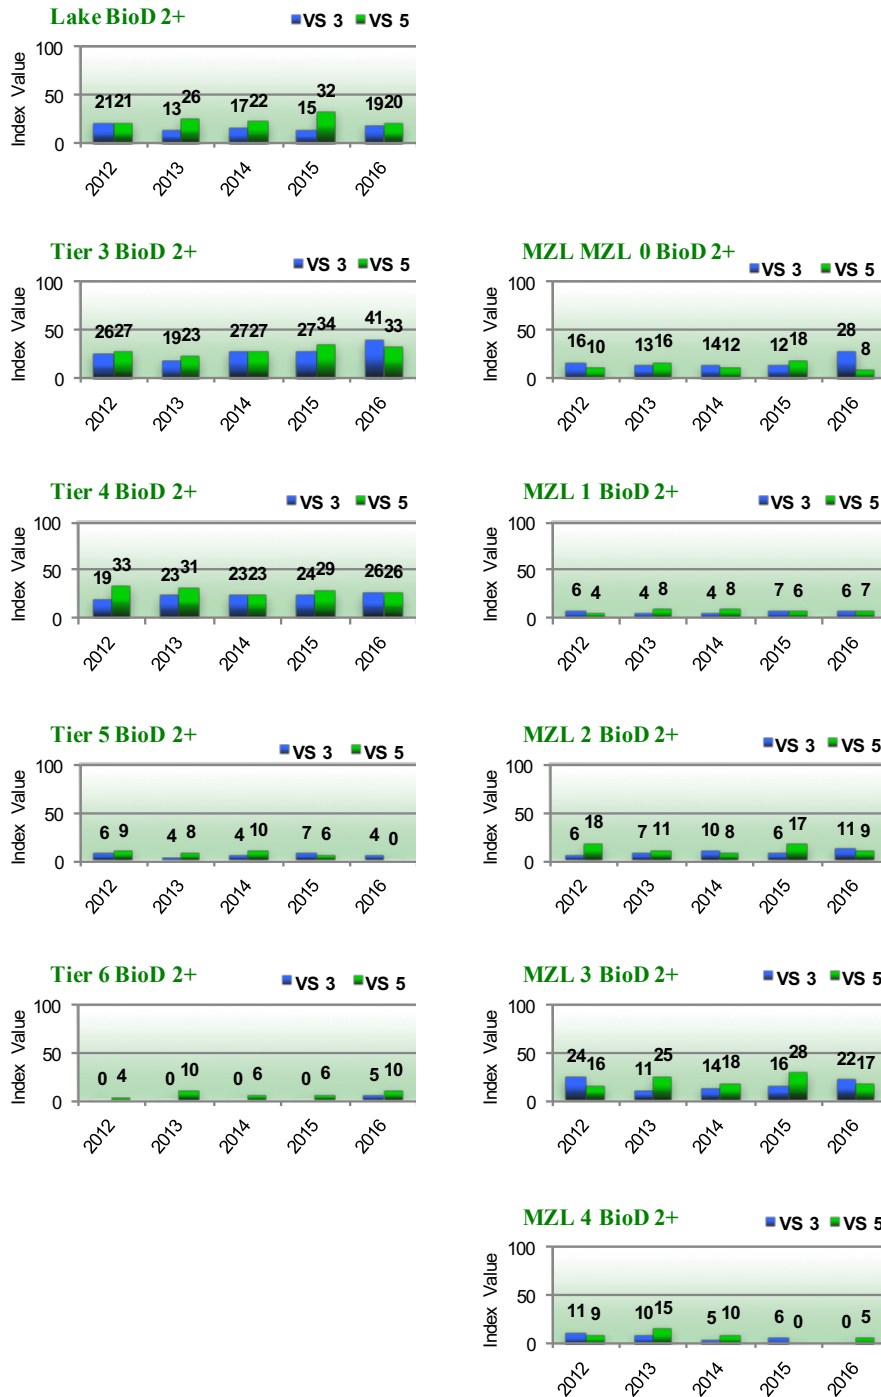 Lake BioD 2+
VS 3 VS 5
Index Value
100
50
0
21 21 13 26 17 22 15 32 19 20
2012 2013 2014 2015 2016
Tier 3 BioD 2+
VS 3 VS 5
Index Value
100
50
0
26 27 19 23 27 27 27 34 41 33
2012 2013 2014 2015 2016
MZL MZL 0 BioD 2+
VS 3 VS 5
Index Value
100
50
0
16 10 13 16 14 12 12 18 28 8
2012 2013 2014 2015 2016
Tier 4 BioD 2+
VS 3 VS 5
Index Value
100
50
0
19 33 23 31 23 23 24 29 26 26
2012 2013 2014 2015 2016
MZL 1 BioD 2+
VS 3 VS 5
Index Value
100
50
0
6 4 4 8 4 8 7 6 6 7
2012 2013 2014 2015 2016
Tier 5 BioD 2+
VS 3 VS 5
Index Value
100
50
0
6 9 4 8 4 10 7 6 4 0
2012 2013 2014 2015 2016
MZL 2 BioD 2+
VS 3 VS 5
Index Value
100
50
0
6 18 7 11 10 8 6 17 11 9
2012 2013 2014 2015 2016
Tier 6 BioD 2+
VS 3 VS 5
Index Value
100
50
0
0 4 0 10 0 6 0 6 5 10
2012 2013 2014 2015 2016
MZL 3 BioD 2+
VS 3 VS 5
Index Value
100
50
0
24 16 11 25 14 18 16 28 22 17
2012 2013 2014 2015 2016
MZL 4 BioD 2+
VS 3 VS 5
Index Value
100
50
0
11 9 10 15 5 10 6 0 0 5
2012 2013 2014 2015 2016